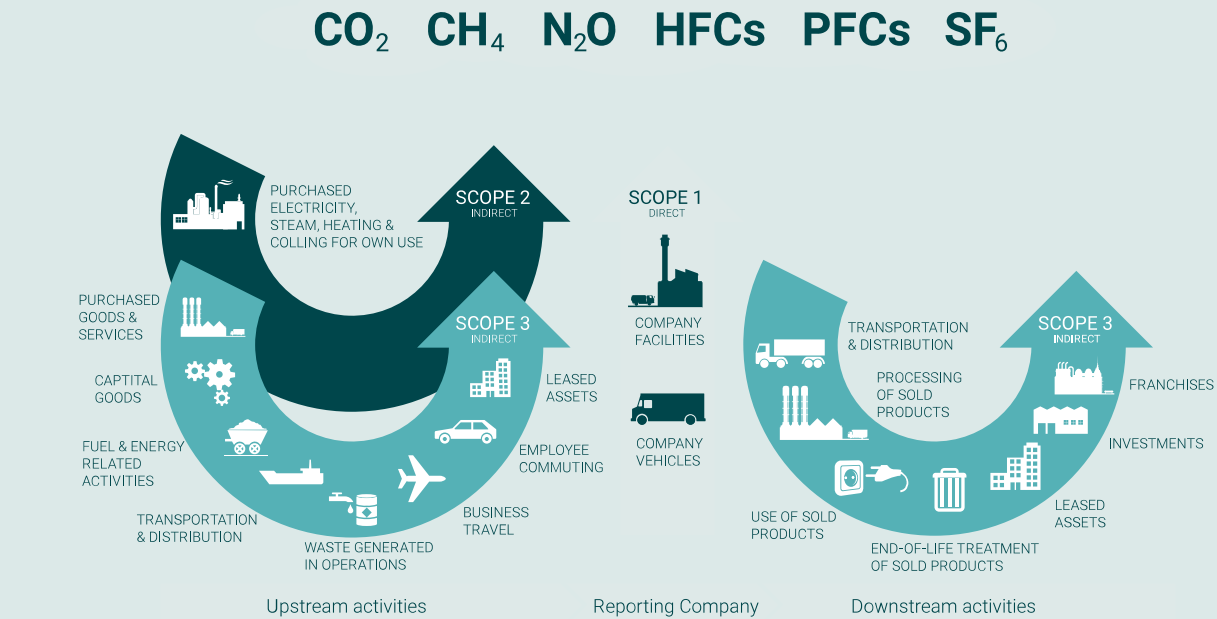 CO₂ CH₄ N₂O HFCs PFCs SF₆
PURCHASED
ELECTRICITY,
STEAM, HEATING &
COLLING FOR OWN USE
SCOPE 2
INDIRECT
PURCHASED
GOODS &
SERVICES
CAPTITAL
GOODS
FUEL & ENERGY
RELATED
ACTIVITIES
TRANSPORTATION
& DISTRIBUTION
WASTE GENERATED
IN OPERATIONS
BUSINESS
TRAVEL
EMPLOYEE
COMMUTING
LEASED
ASSETS
SCOPE 3
INDIRECT
Upstream activities
SCOPE 1
DIRECT
COMPANY
FACILITIES
COMPANY
VEHICLES
Reporting Company
TRANSPORTATION
& DISTRIBUTION
PROCESSING
OF SOLD
PRODUCTS
USE OF SOLD
PRODUCTS
END-OF-LIFE TREATMENT
OF SOLD PRODUCTS
LEASED
ASSETS
INVESTMENTS
FRANCHISES
SCOPE 3
INDIRECT
Downstream activities